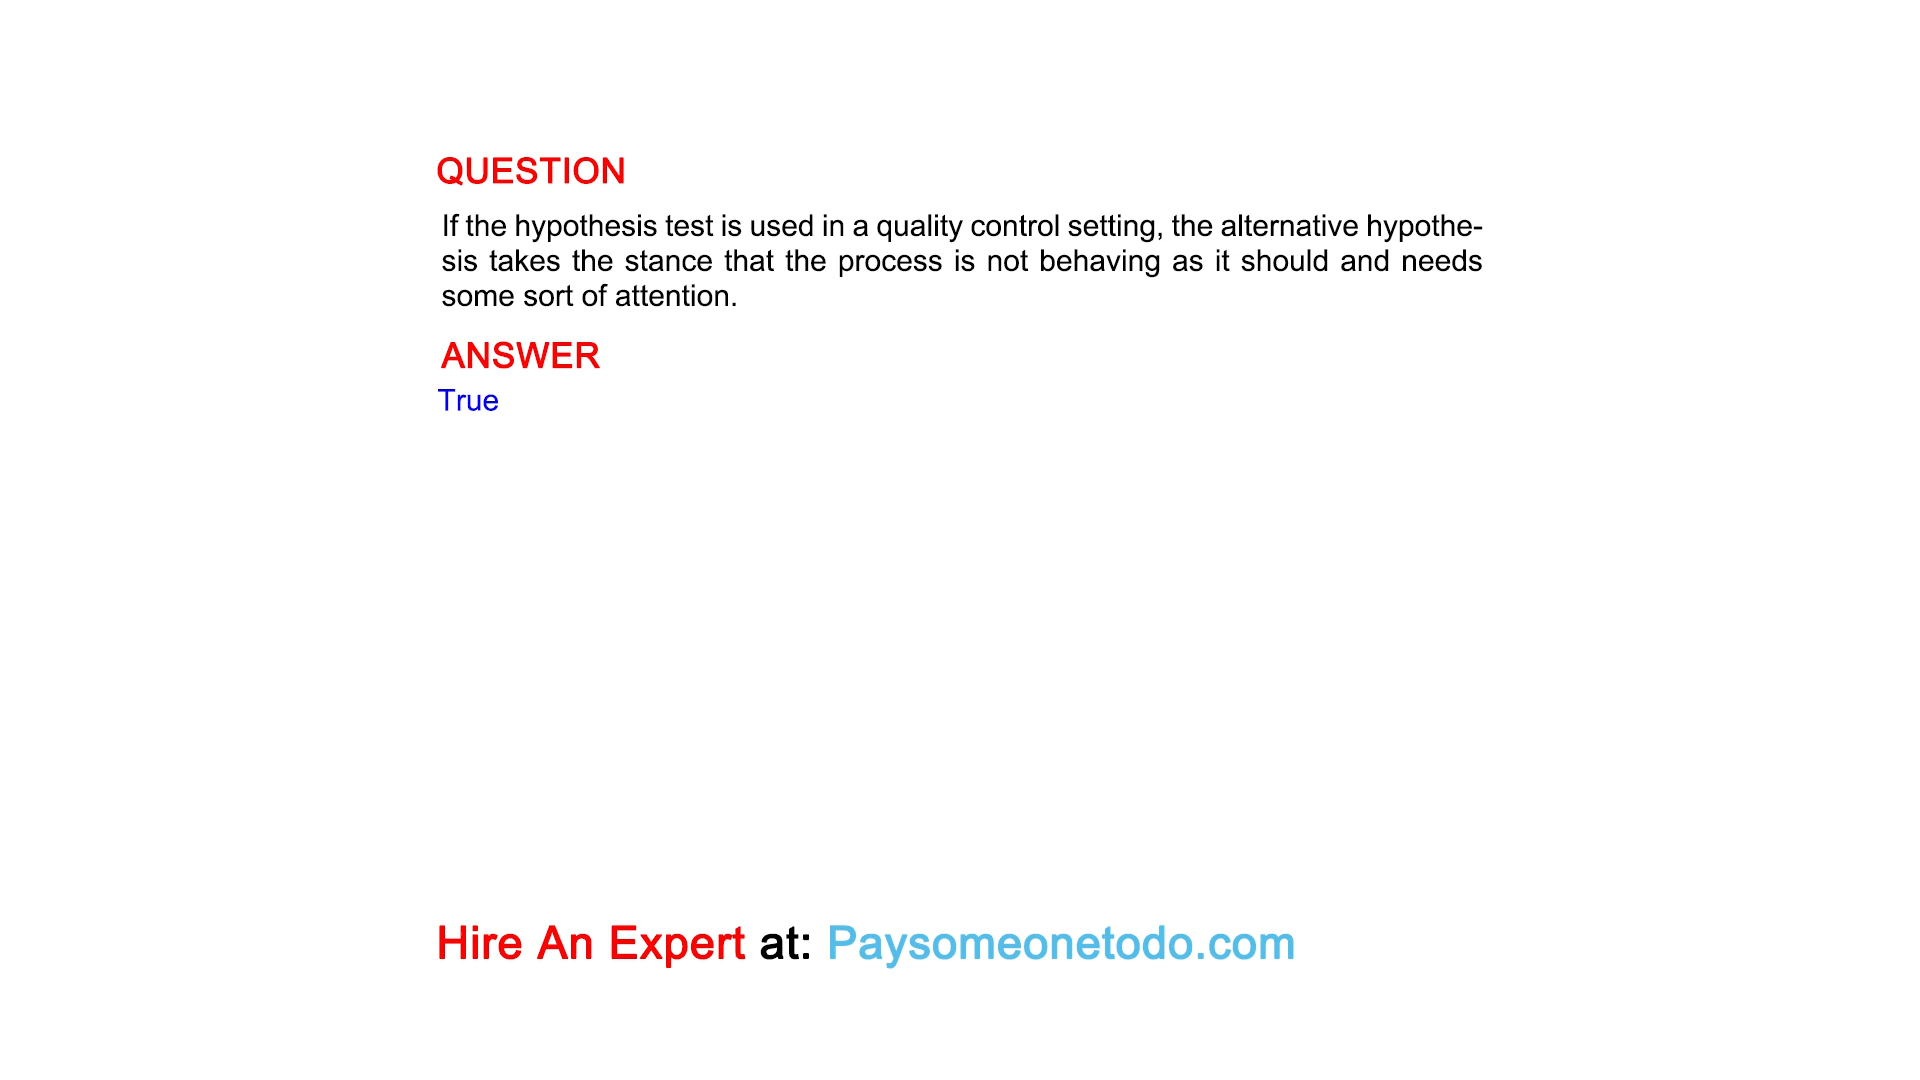 QUESTION
If the hypothesis test is used in a quality control setting, the alternative hypothe-
sis takes the stance that the process is not behaving as it should and needs
some sort of attention.
ANSWER
True
Hire An Expert at: Paysomeonetodo.com